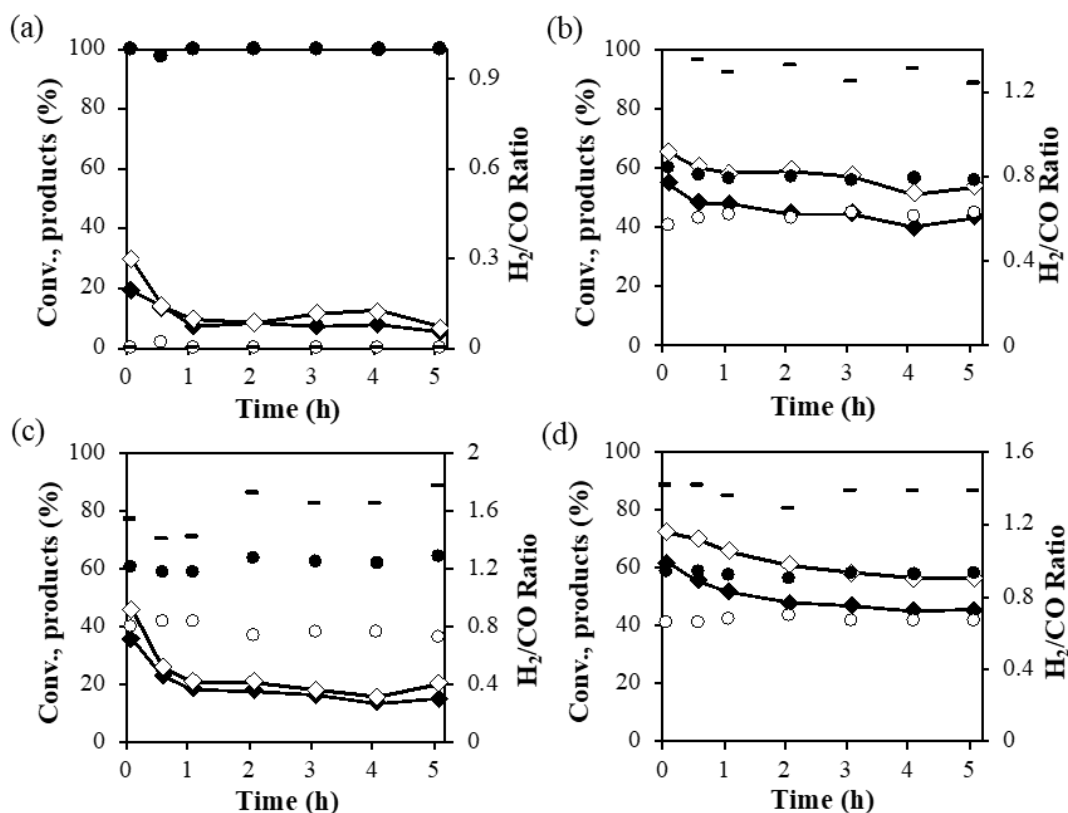 (a)
100
80
60
40
20
0
Conv., products (%)
0.9
0.6
0.3
0
H₂/CO Ratio
0 1 2 3 4 5
Time (h)
(b)
100
80
60
40
20
0
Conv., products (%)
1.2
0.8
0.4
0
H₂/CO Ratio
0 1 2 3 4 5
Time (h)
(c)
100
80
60
40
20
0
Conv., products (%)
2
1.6
1.2
0.8
0.4
0
H₂/CO Ratio
0 1 2 3 4 5
Time (h)
(d)
100
80
60
40
20
0
Conv., products (%)
1.6
1.2
0.8
0.4
0
H₂/CO Ratio
0 1 2 3 4 5
Time (h)